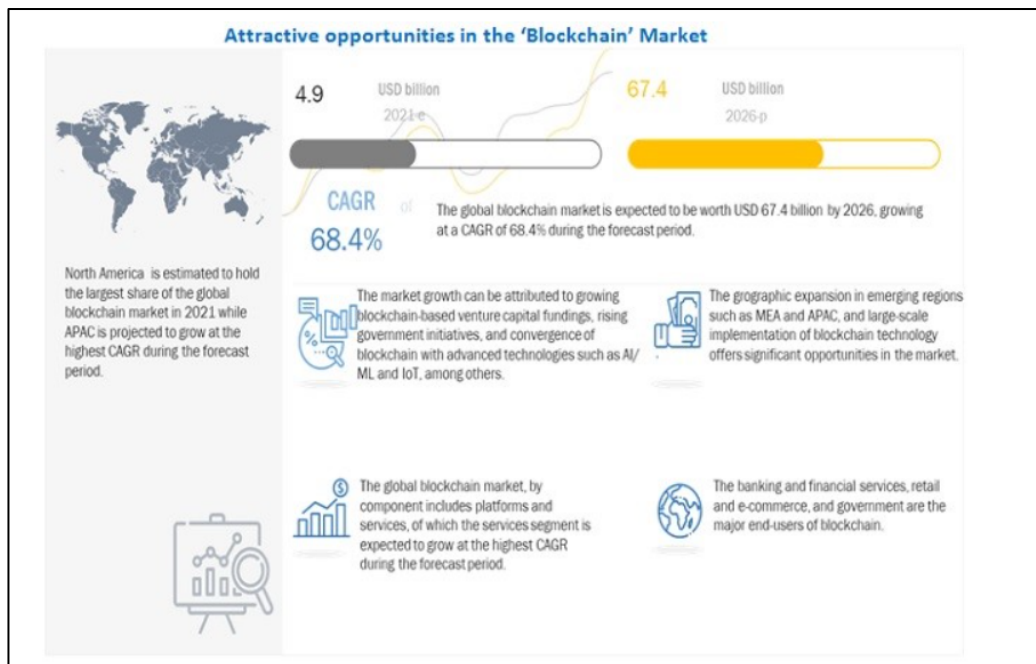 Attractive opportunities in the ‘Blockchain’ Market
4.9
USD billion
2021-e
67.4
USD billion
2026-p
CAGR of
68.4%
The global blockchain market is expected to be worth USD 67.4 billion by 2026, growing
at a CAGR of 68.4% during the forecast period.
North America is estimated to hold
the largest share of the global
blockchain market in 2021 while
APAC is projected to grow at the
highest CAGR during the forecast
period.
The market growth can be attributed to growing
blockchain-based venture capital fundings, rising
government initiatives, and convergence of
blockchain with advanced technologies such as AI/
ML and IoT, among others.
The grographic expansion in emerging regions
such as MEA and APAC, and large-scale
implementation of blockchain technology
offers significant opportunities in the market.
The global blockchain market, by
component includes platforms and
services, of which the services segment is
expected to grow at the highest CAGR
during the forecast period.
The banking and financial services, retail
and e-commerce, and government are the
major end-users of blockchain.